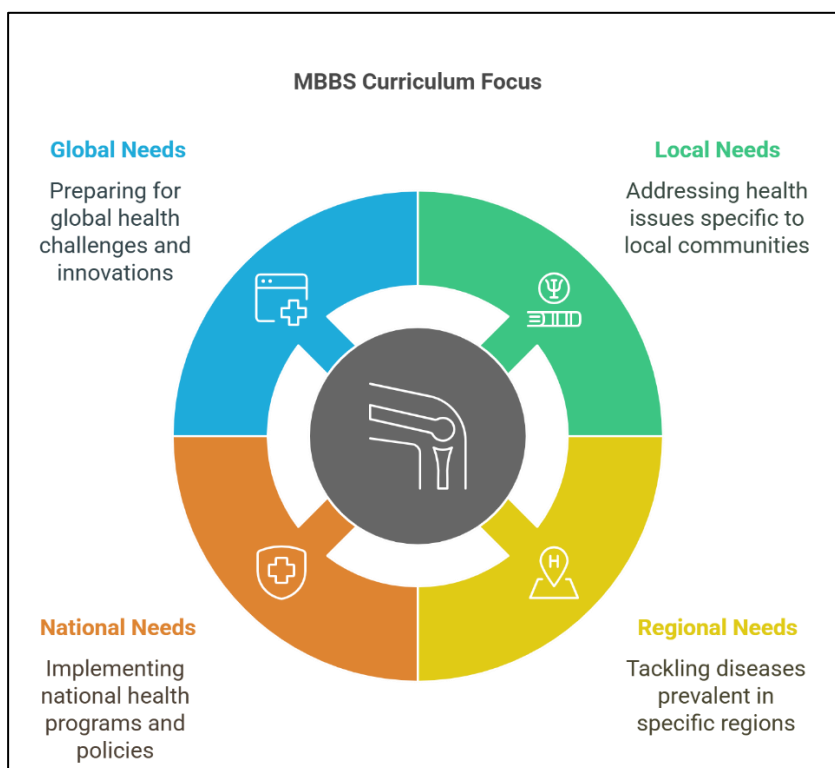 MBBS Curriculum Focus
Global Needs
Preparing for
global health
challenges and
innovations
Local Needs
Addressing health
issues specific to
local communities
Ψ
H
National Needs
Implementing
national health
programs and
policies
Regional Needs
Tackling diseases
prevalent in
specific regions